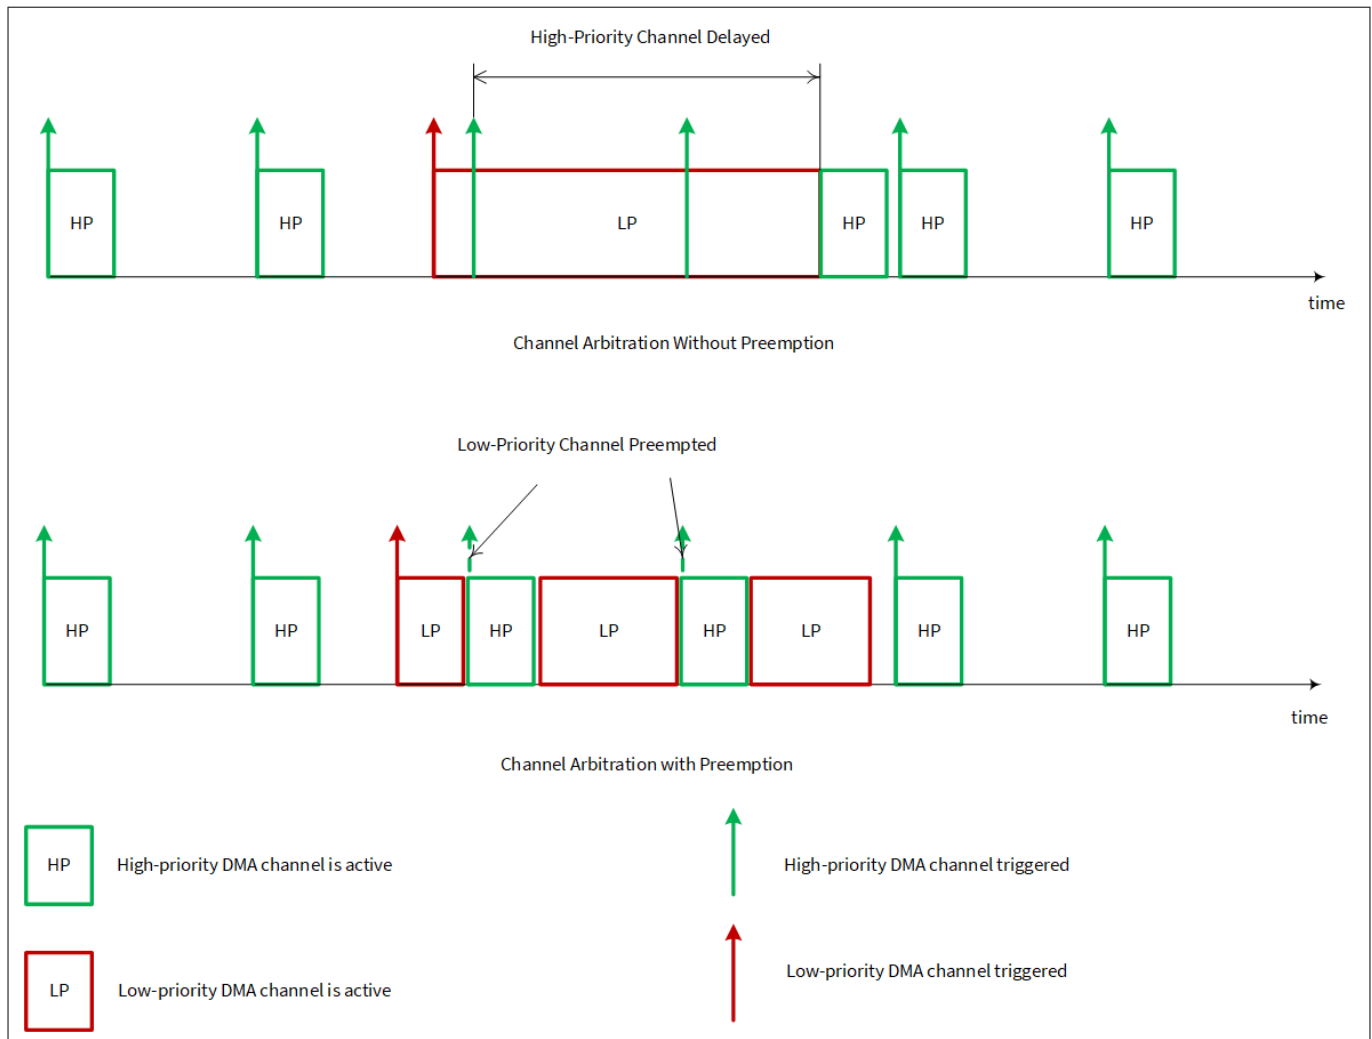 High-Priority Channel Delayed
HP
HP
LP
HP
HP
HP
time
Channel Arbitration Without Preemption
Low-Priority Channel Preempted
HP
HP
LP
HP
LP
HP
LP
HP
HP
time
Channel Arbitration with Preemption
HP
High-priority DMA channel is active
High-priority DMA channel triggered
LP
Low-priority DMA channel is active
Low-priority DMA channel triggered